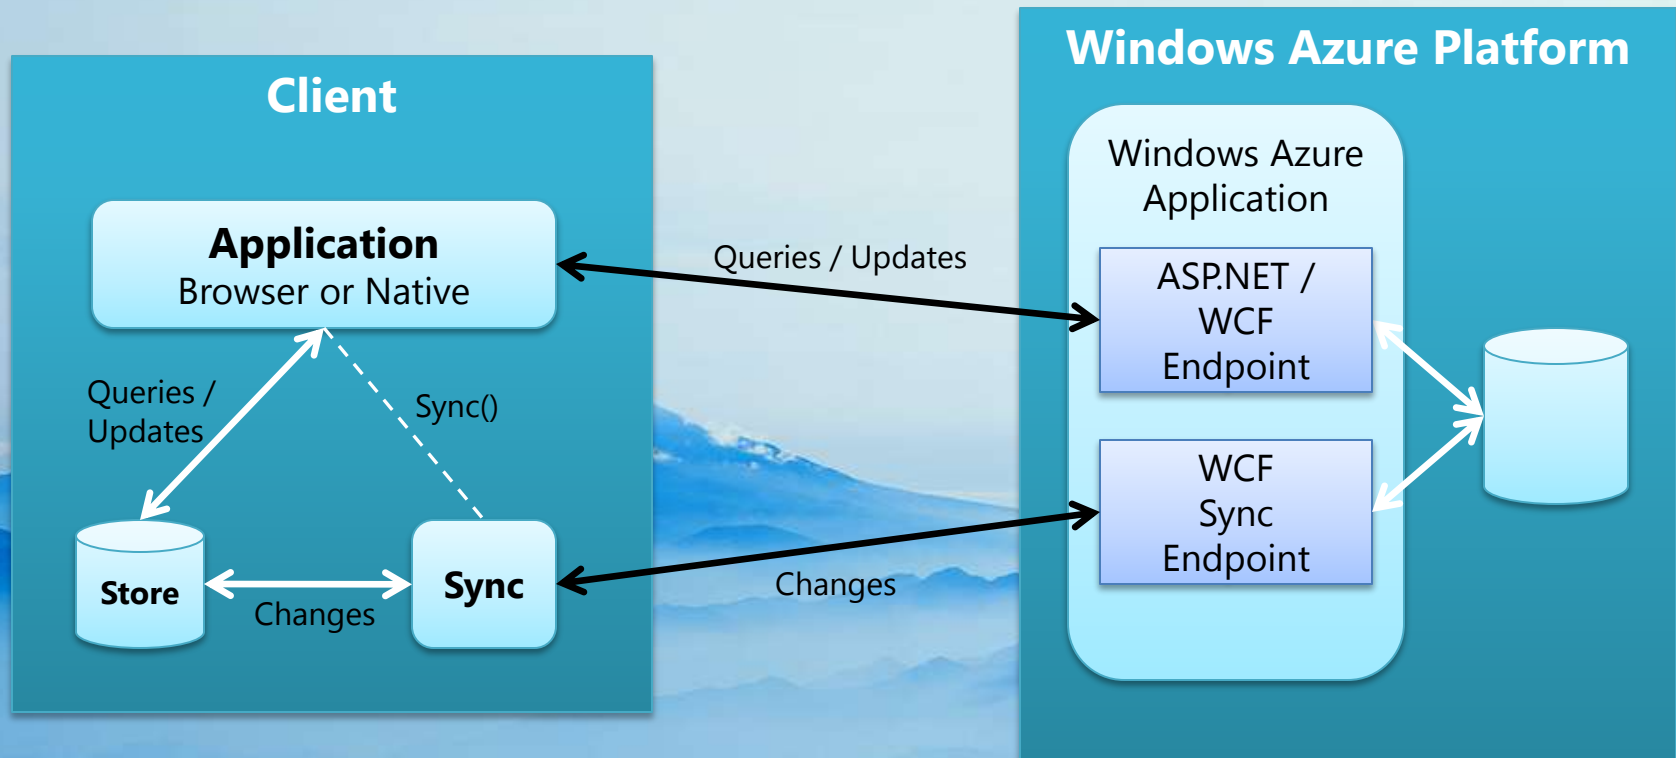 Client
Application
Browser or Native
Queries /
Updates
Sync()
Store
Changes
Sync
Queries / Updates
Changes
Windows Azure Platform
Windows Azure
Application
ASP.NET /
WCF
Endpoint
WCF
Sync
Endpoint